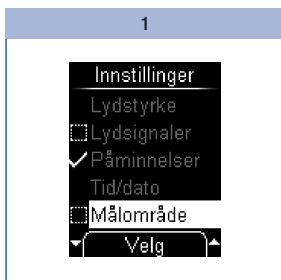 1
Innstillinger
Lydstyrke
Lydsignaler
Påminnelser
Tid/dato
Målområde
Velg